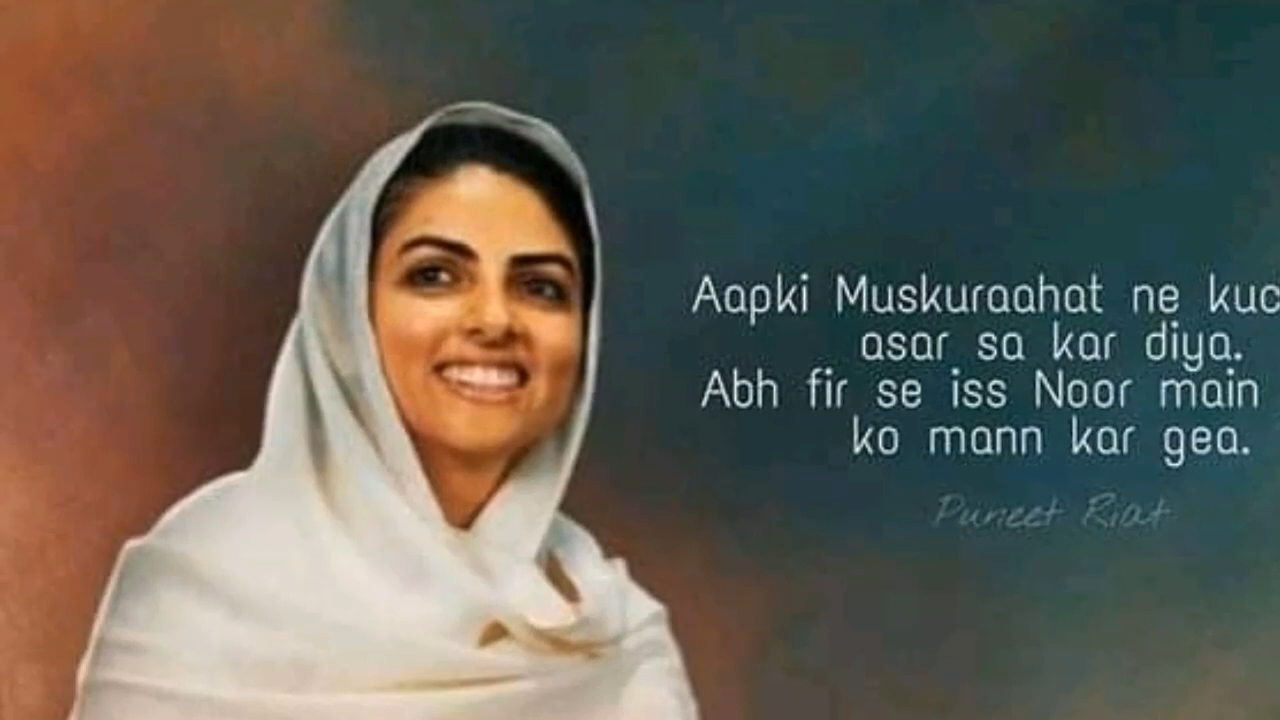 Aapki Muskuraahat ne
asar sa kar diya.
Abh fir se iss Noor main
ko mann kar gea.
Puneet Riat